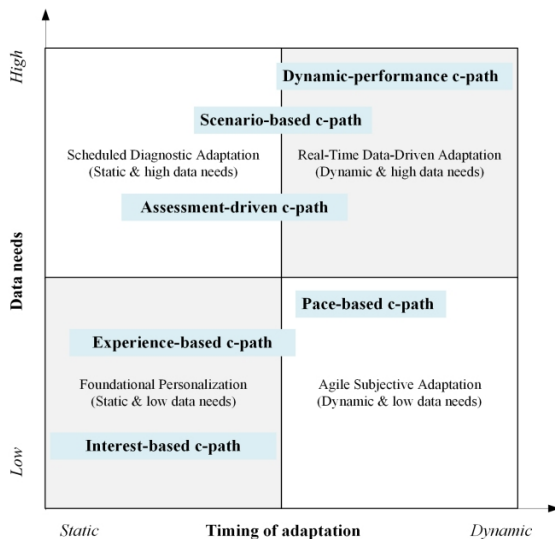 High
Dynamic-performance c-path
Scenario-based c-path
Scheduled Diagnostic Adaptation
(Static & high data needs)
Real-Time Data-Driven Adaptation
(Dynamic & high data needs)
Assessment-driven c-path
Data needs
Pace-based c-path
Experience-based c-path
Foundational Personalization
(Static & low data needs)
Agile Subjective Adaptation
(Dynamic & low data needs)
Interest-based c-path
Low
Static
Timing of adaptation
Dynamic